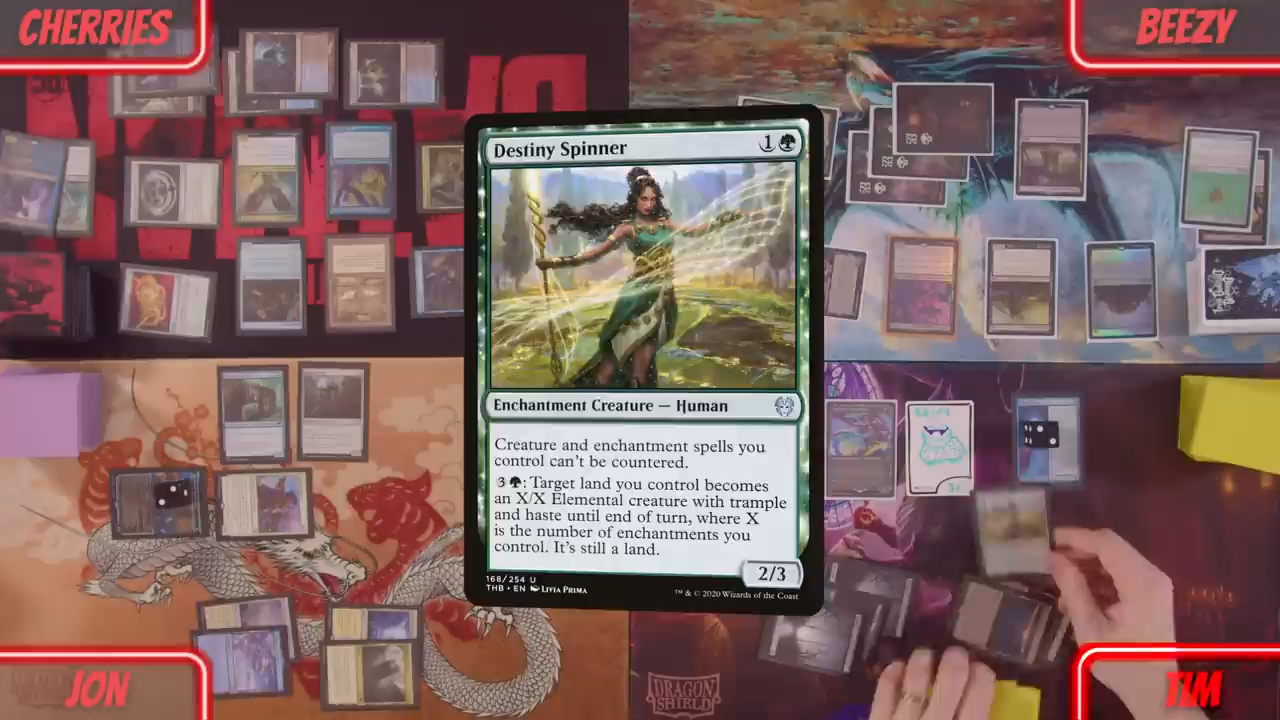 CHERRIES
BEEZY
Destiny Spinner 1
Enchantment Creature — Human
Creature and enchantment spells you
control can't be countered.
3 : Target land you control becomes
an X/X Elemental creature with trample
and haste until end of turn, where X
is the number of enchantments you
control. It's still a land.
2/3
168/254 U
THB • EN LIVIA PRIMA
™ & © 2020 Wizards of the Coast
JON
DRAGON
SHIELD
TIM